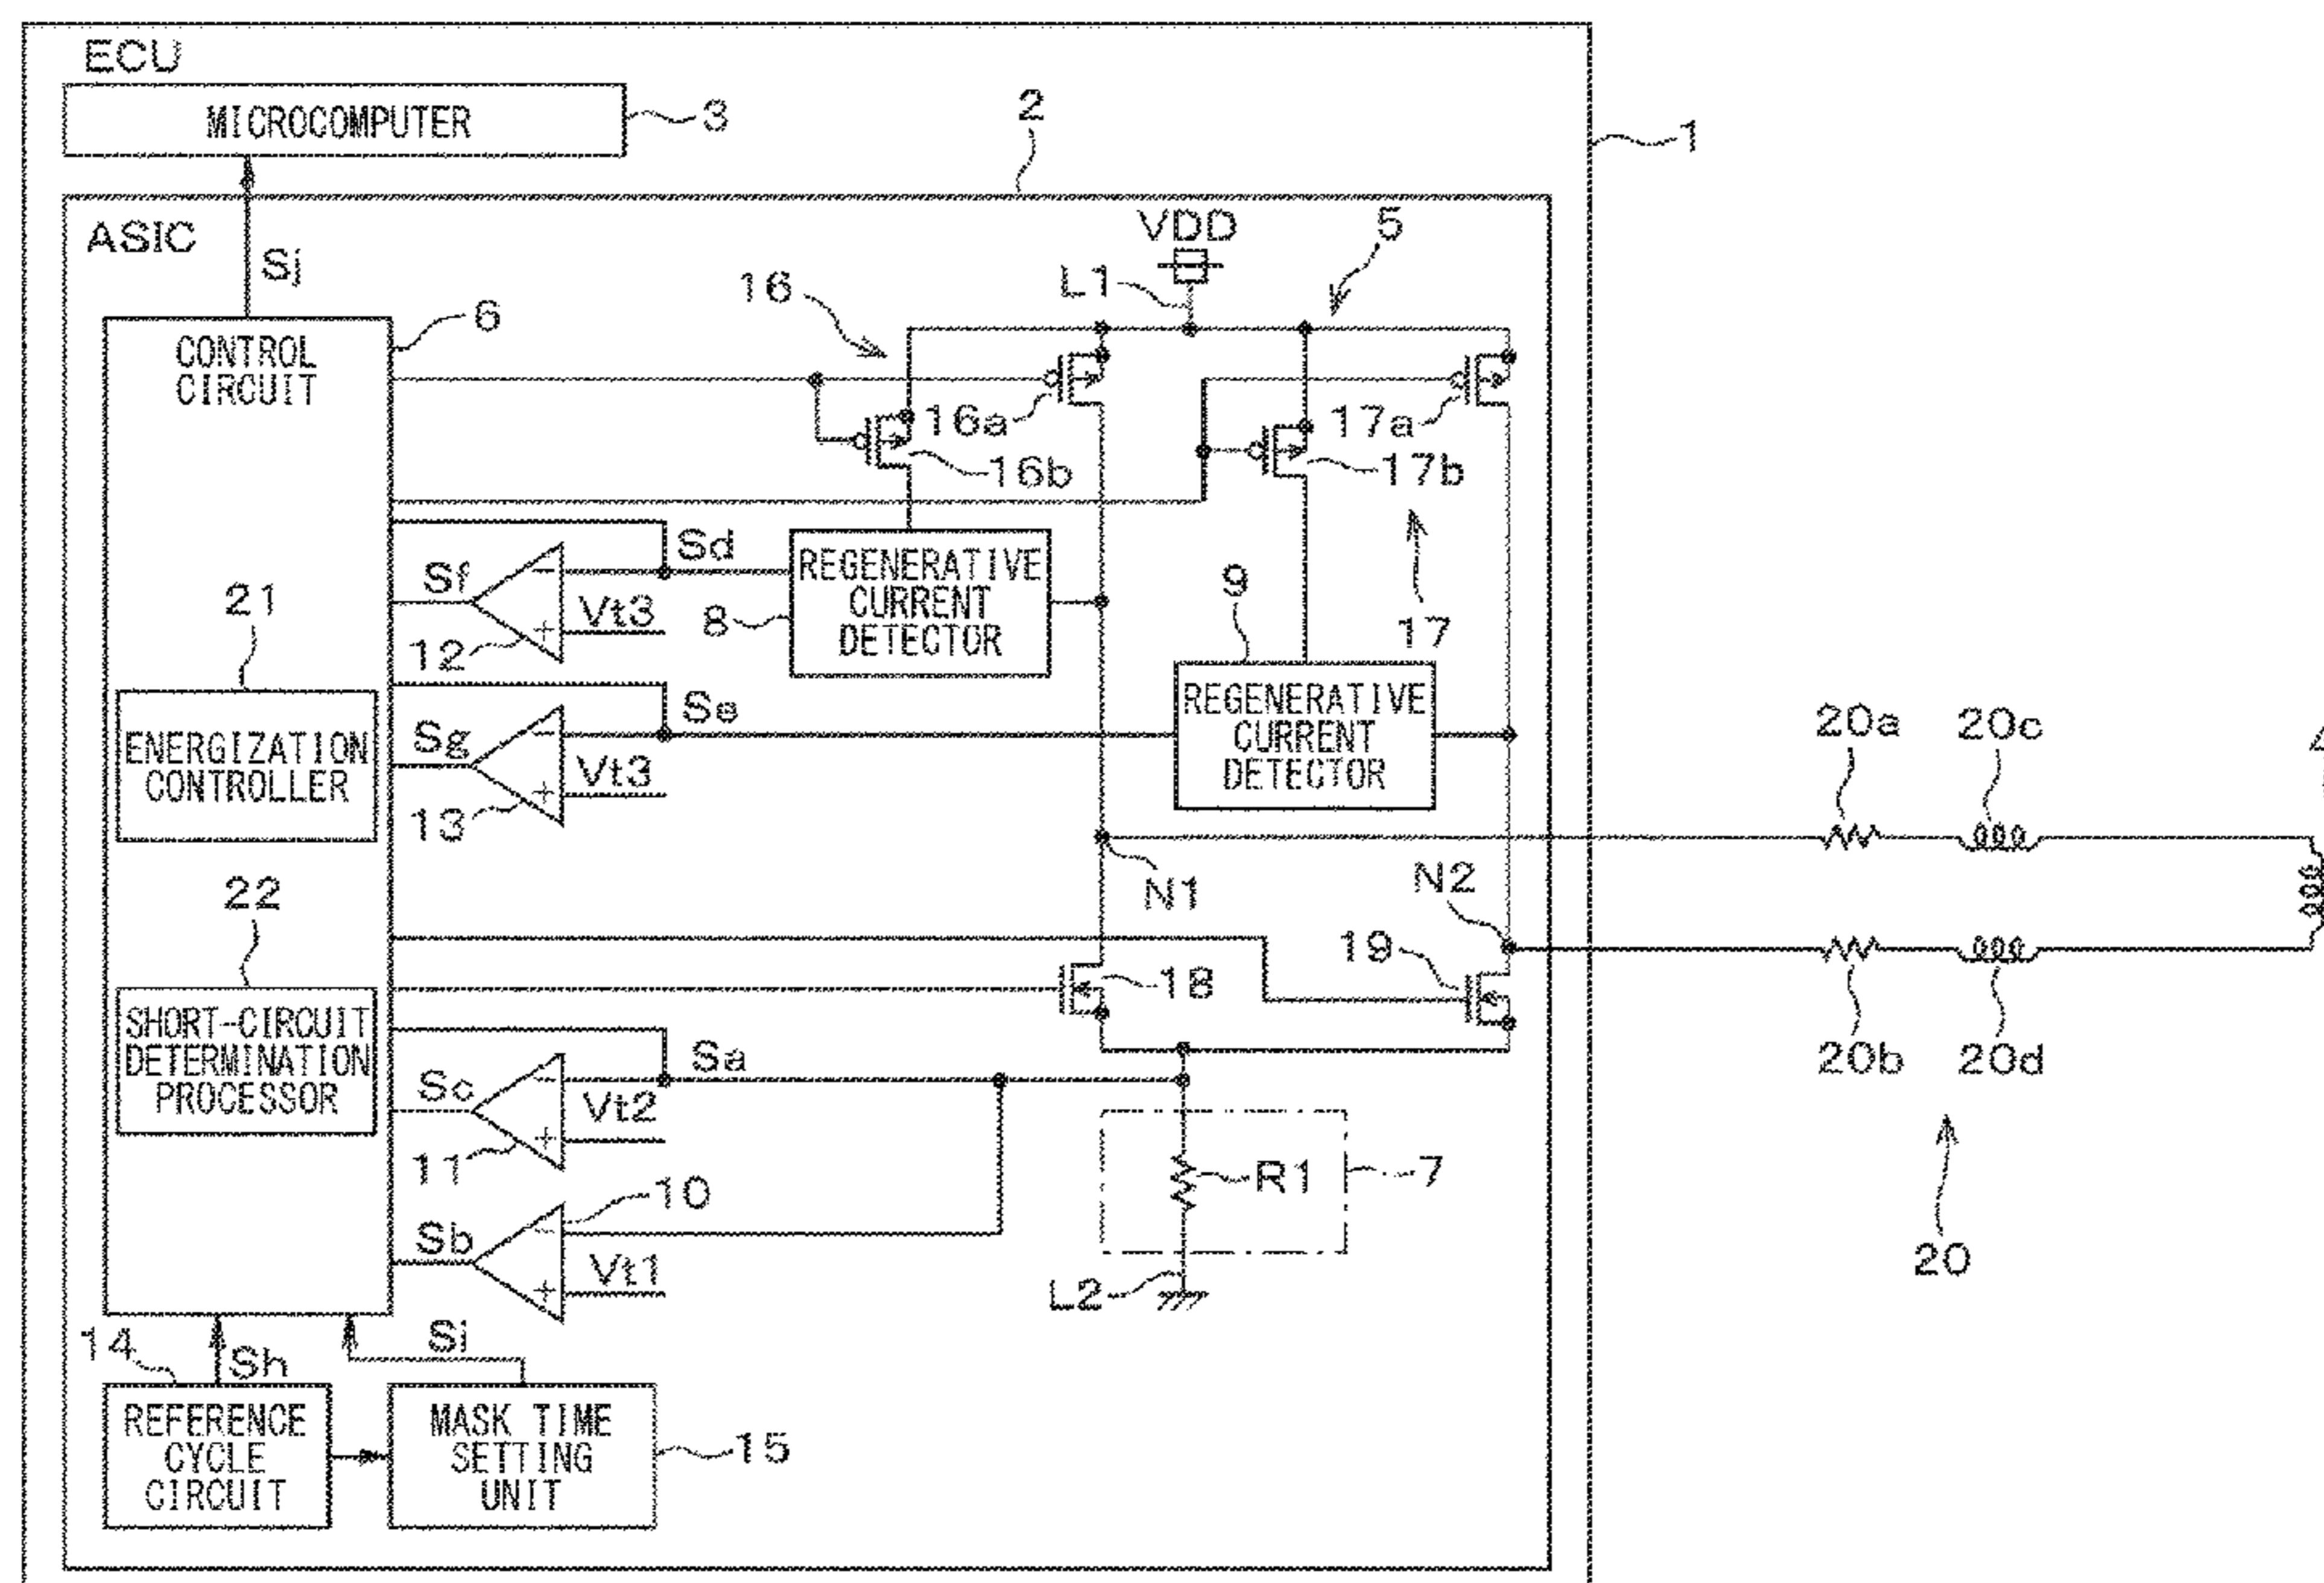 ECU
MICROCOMPUTER
3
2
1
ASIC
Sj
VDD
5
L1
16
6
CONTROL
CIRCUIT
16a
17a
16b
17b
Sd
REGENERATIVE
CURRENT
DETECTOR
8
Sf
Vt3
12
17
9
21
Se
REGENERATIVE
CURRENT
DETECTOR
Sg
Vt3
13
ENERGIZATION
CONTROLLER
20a
20c
N1
N2
22
19
18
SHORT-CIRCUIT
DETERMINATION
PROCESSOR
Sa
Sc
Vt2
11
20b
20d
R1
7
10
Sb
Vt1
L2
20
14
Sh
Si
REFERENCE
CYCLE
CIRCUIT
MASK TIME
SETTING
UNIT
15